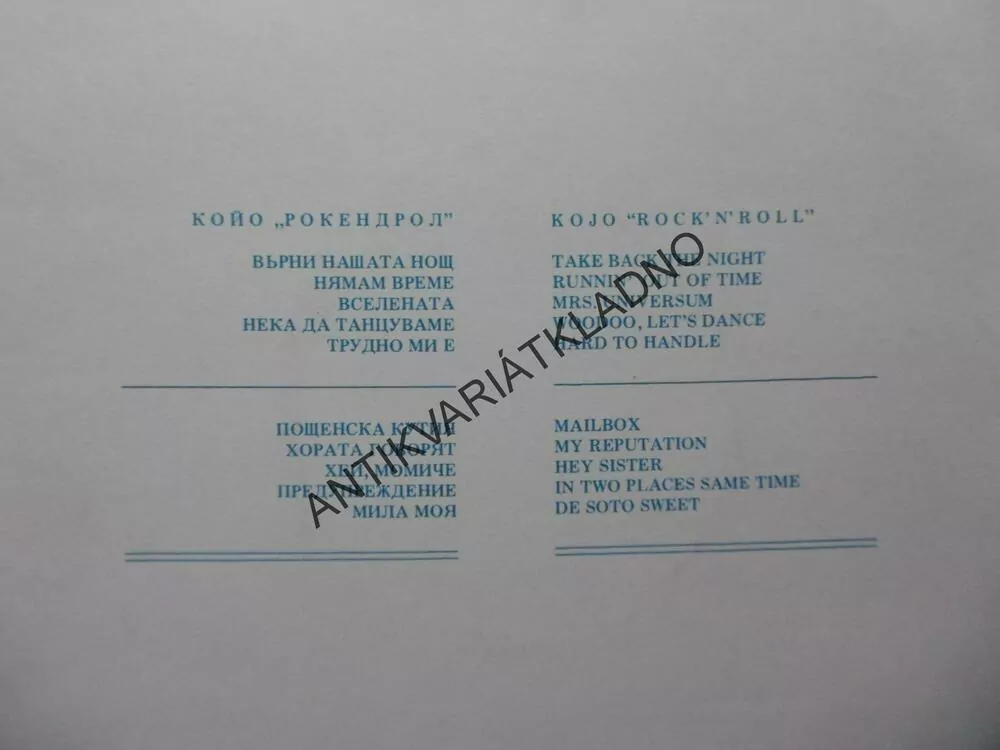 КОЙО „РОКЕНДРОЛ”
ВЪРНИ НАШАТА НОЩ
НЯМАМ ВРЕМЕ
ВСЕЛЕНАТА
НЕКА ДА ТАНЦУВАМЕ
ТРУДНО МИ Е
ПОЩЕНСКА КУТИЯ
ХОРАТА ГОВОРЯТ
ХЕЙ, МОМИЧЕ
ПРЕДУПРЕЖДЕНИЕ
МИЛА МОЯ
KOJO “ROCK’N’ROLL”
TAKE BACK THE NIGHT
RUNNIN’ OUT OF TIME
MRS. UNIVERSUM
WOODOO, LET’S DANCE
HARD TO HANDLE
MAILBOX
MY REPUTATION
HEY SISTER
IN TWO PLACES SAME TIME
DE SOTO SWEET
ANTIKVARIÁTKLADNO